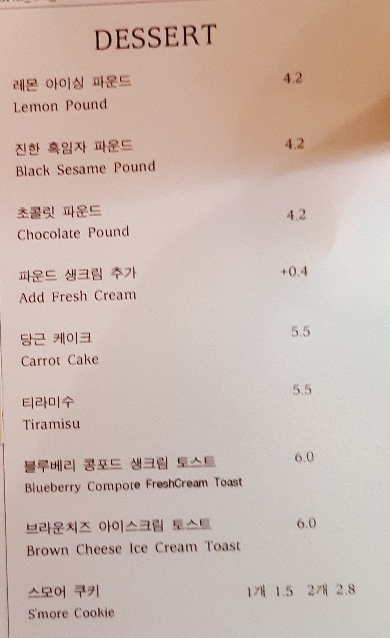 DESSERT
레몬 아이싱 파운드 4.2
Lemon Pound
진한 흑임자 파운드 4.2
Black Sesame Pound
초콜릿 파운드 4.2
Chocolate Pound
파운드 생크림 추가 +0.4
Add Fresh Cream
당근 케이크 5.5
Carrot Cake
티라미수 5.5
Tiramisu
블루베리 콩포드 생크림 토스트 6.0
Blueberry Compote FreshCream Toast
브라운치즈 아이스크림 토스트 6.0
Brown Cheese Ice Cream Toast
스모어 쿠키 1개 1.5 2개 2.8
S'more Cookie